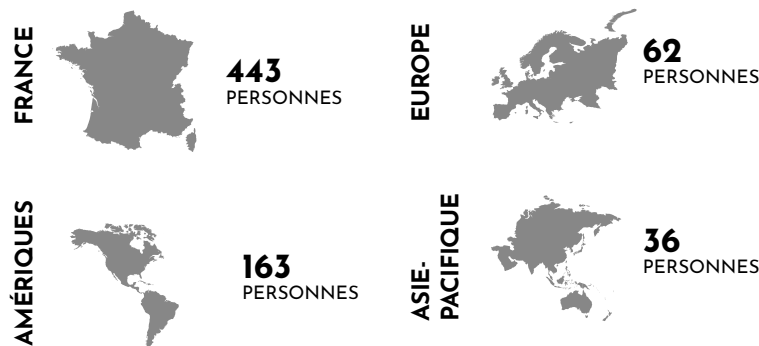 FRANCE
443
PERSONNES
EUROPE
62
PERSONNES
AMÉRIQUES
163
PERSONNES
ASIE-
PACIFIQUE
36
PERSONNES